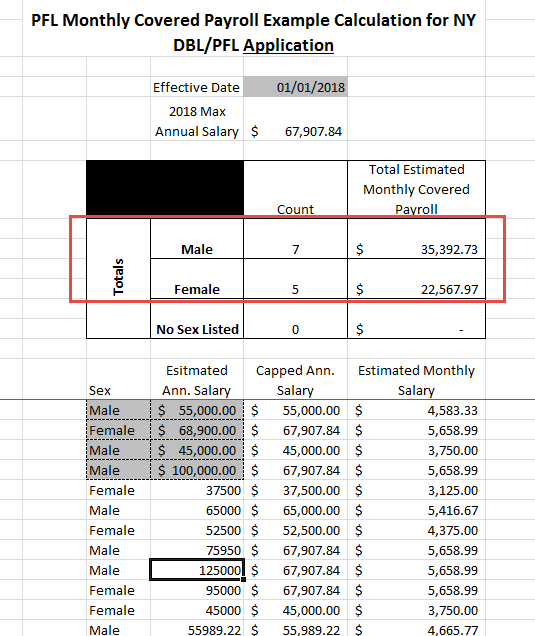 PFL Monthly Covered Payroll Example Calculation for NY
DBL/PFL Application
Effective Date 01/01/2018
2018 Max
Annual Salary $ 67,907.84
Total Estimated
Monthly Covered
Count Payroll
Totals
Male 7 $ 35,392.73
Female 5 $ 22,567.97
No Sex Listed 0 $ -
Esitmated Capped Ann. Estimated Monthly
Sex Ann. Salary Salary Salary
Male $ 55,000.00 $ 55,000.00 $ 4,583.33
Female $ 68,900.00 $ 67,907.84 $ 5,658.99
Male $ 45,000.00 $ 45,000.00 $ 3,750.00
Male $ 100,000.00 $ 67,907.84 $ 5,658.99
Female 37500 $ 37,500.00 $ 3,125.00
Male 65000 $ 65,000.00 $ 5,416.67
Female 52500 $ 52,500.00 $ 4,375.00
Male 75950 $ 67,907.84 $ 5,658.99
Male 125000 $ 67,907.84 $ 5,658.99
Female 95000 $ 67,907.84 $ 5,658.99
Female 45000 $ 45,000.00 $ 3,750.00
Male 55989.22 $ 55,989.22 $ 4,665.77